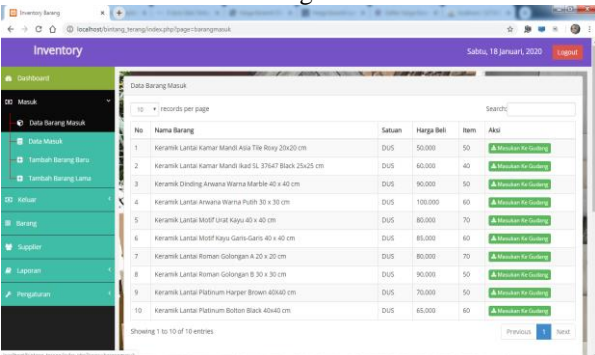 Inventory Barang
localhost/bintang_terang/index.php?page=barangmasuk
Inventory
Sabtu, 18 Januari, 2020
Logout
Dashboard
Masuk
Data Barang Masuk
Data Masuk
Tambah Barang Baru
Tambah Barang Lama
Keluar
Barang
Supplier
Laporan
Pengaturan
Data Barang Masuk
10 records per page
Search:
No Nama Barang Satuan Harga Beli Item Aksi
1 Keramik Lantai Kamar Mandi Asia Tile Roxy 20x20 cm DUS 50.000 50 Masukan Ke Gudang
2 Keramik Lantai Kamar Mandi Ikad SL 37647 Black 25x25 cm DUS 60.000 40 Masukan Ke Gudang
3 Keramik Dinding Arwana Warna Marble 40 x 40 cm DUS 90.000 50 Masukan Ke Gudang
4 Keramik Lantai Arwana Warna Putih 30 x 30 cm DUS 100.000 60 Masukan Ke Gudang
5 Keramik Lantai Motif Urat Kayu 40 x 40 cm DUS 80.000 70 Masukan Ke Gudang
6 Keramik Lantai Motif Kayu Garis-Garis 40 x 40 cm DUS 85.000 60 Masukan Ke Gudang
7 Keramik Lantai Roman Golongan A 20 x 20 cm DUS 80.000 70 Masukan Ke Gudang
8 Keramik Lantai Roman Golongan B 30 x 30 cm DUS 90.000 50 Masukan Ke Gudang
9 Keramik Lantai Platinum Harper Brown 40X40 cm DUS 70.000 50 Masukan Ke Gudang
10 Keramik Lantai Platinum Bolton Black 40x40 cm DUS 65.000 60 Masukan Ke Gudang
Showing 1 to 10 of 10 entries
Previous 1 Next